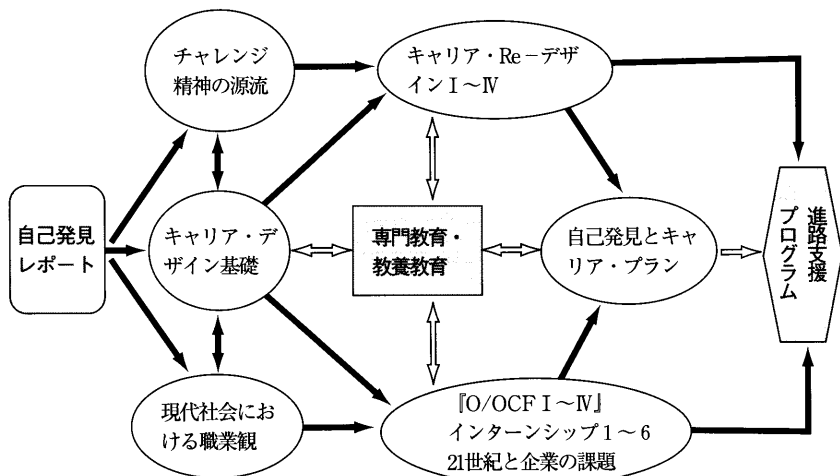 チャレンジ
精神の源流
キャリア・Re－デザ
インⅠ～Ⅳ
自己発見
レポート
キャリア・デ
ザイン基礎
専門教育・
教養教育
自己発見とキャ
リア・プラン
進路支援
プログラム
現代社会にお
ける職業観
『O/OCFⅠ～Ⅳ』
インターンシップ1～6
21世紀と企業の課題